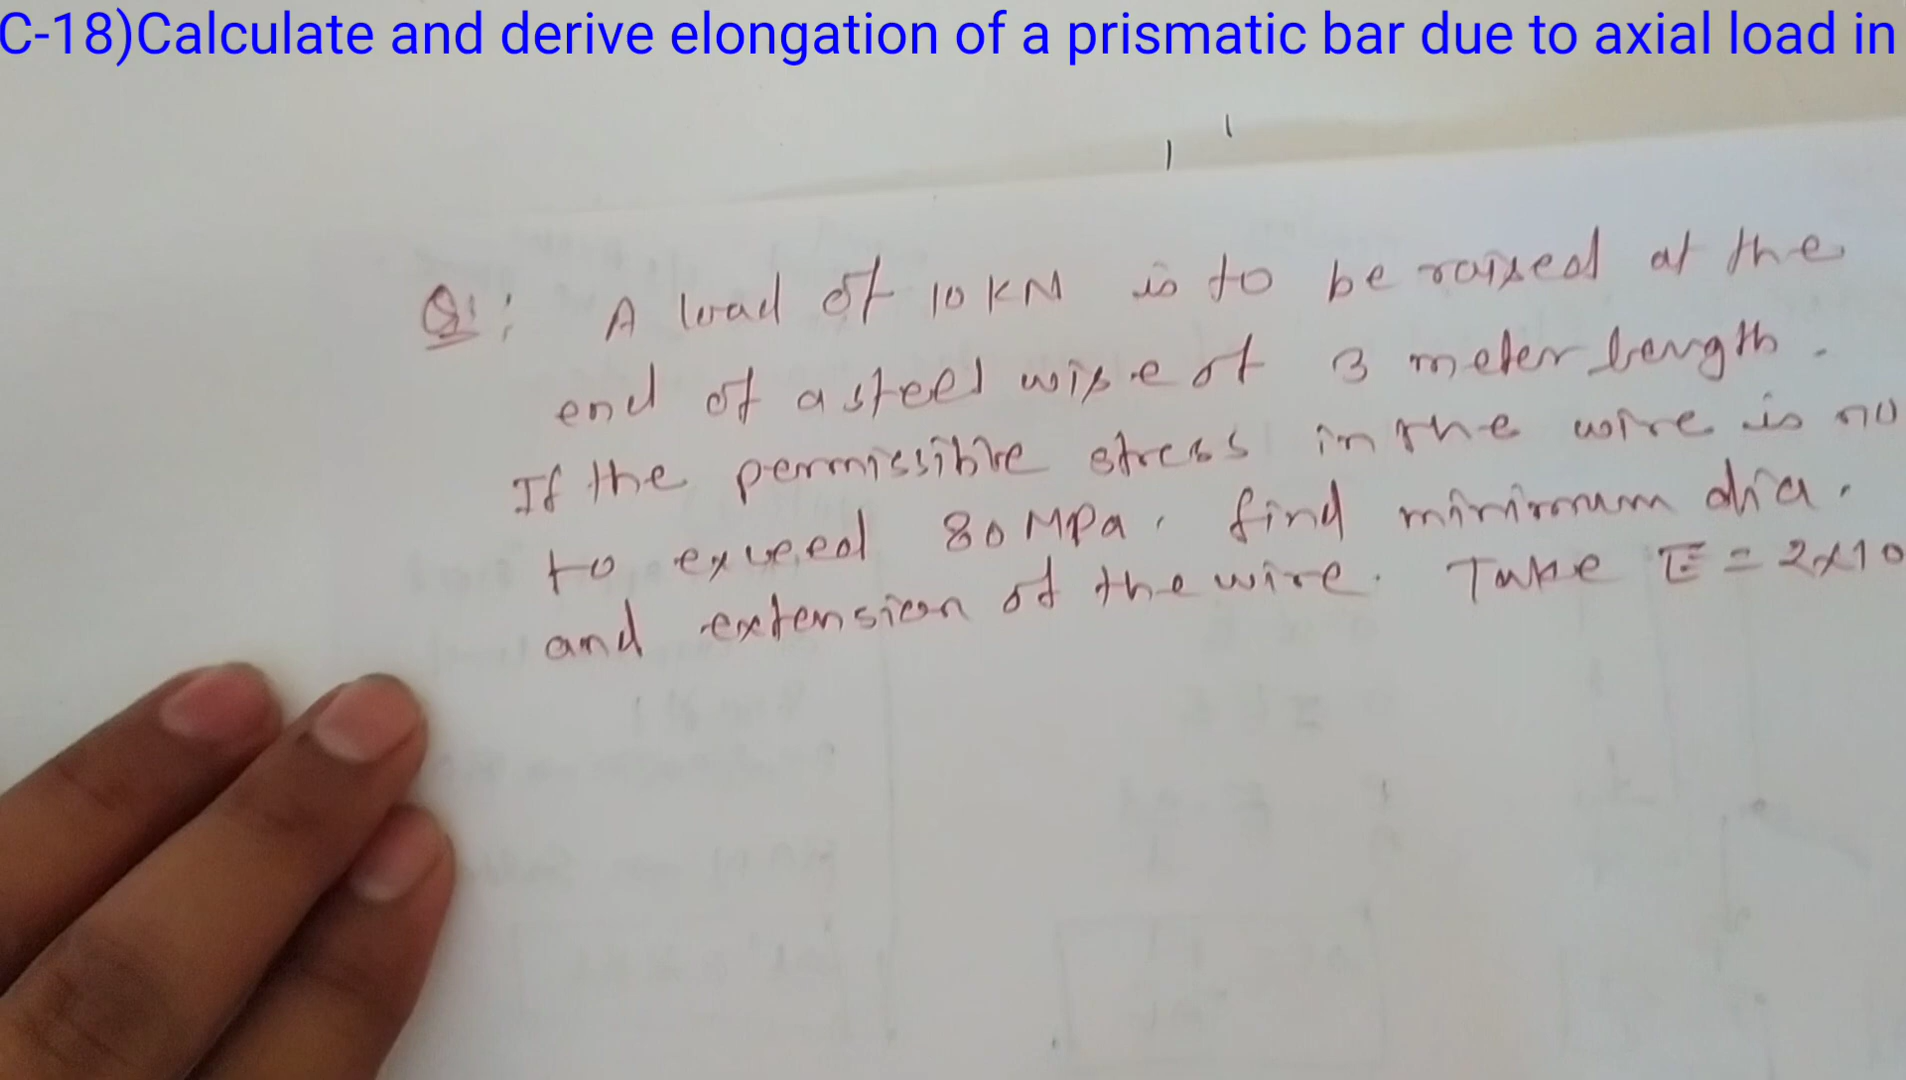 C-18)Calculate and derive elongation of a prismatic bar due to axial load in
Q1: A load of 10 KN is to be raised at the
end of a steel wire of 3 meter length.
If the permissible stress in the wire is no
to exceed 80 MPa, find minimum dia.
and extension of the wire. Take E = 2x10